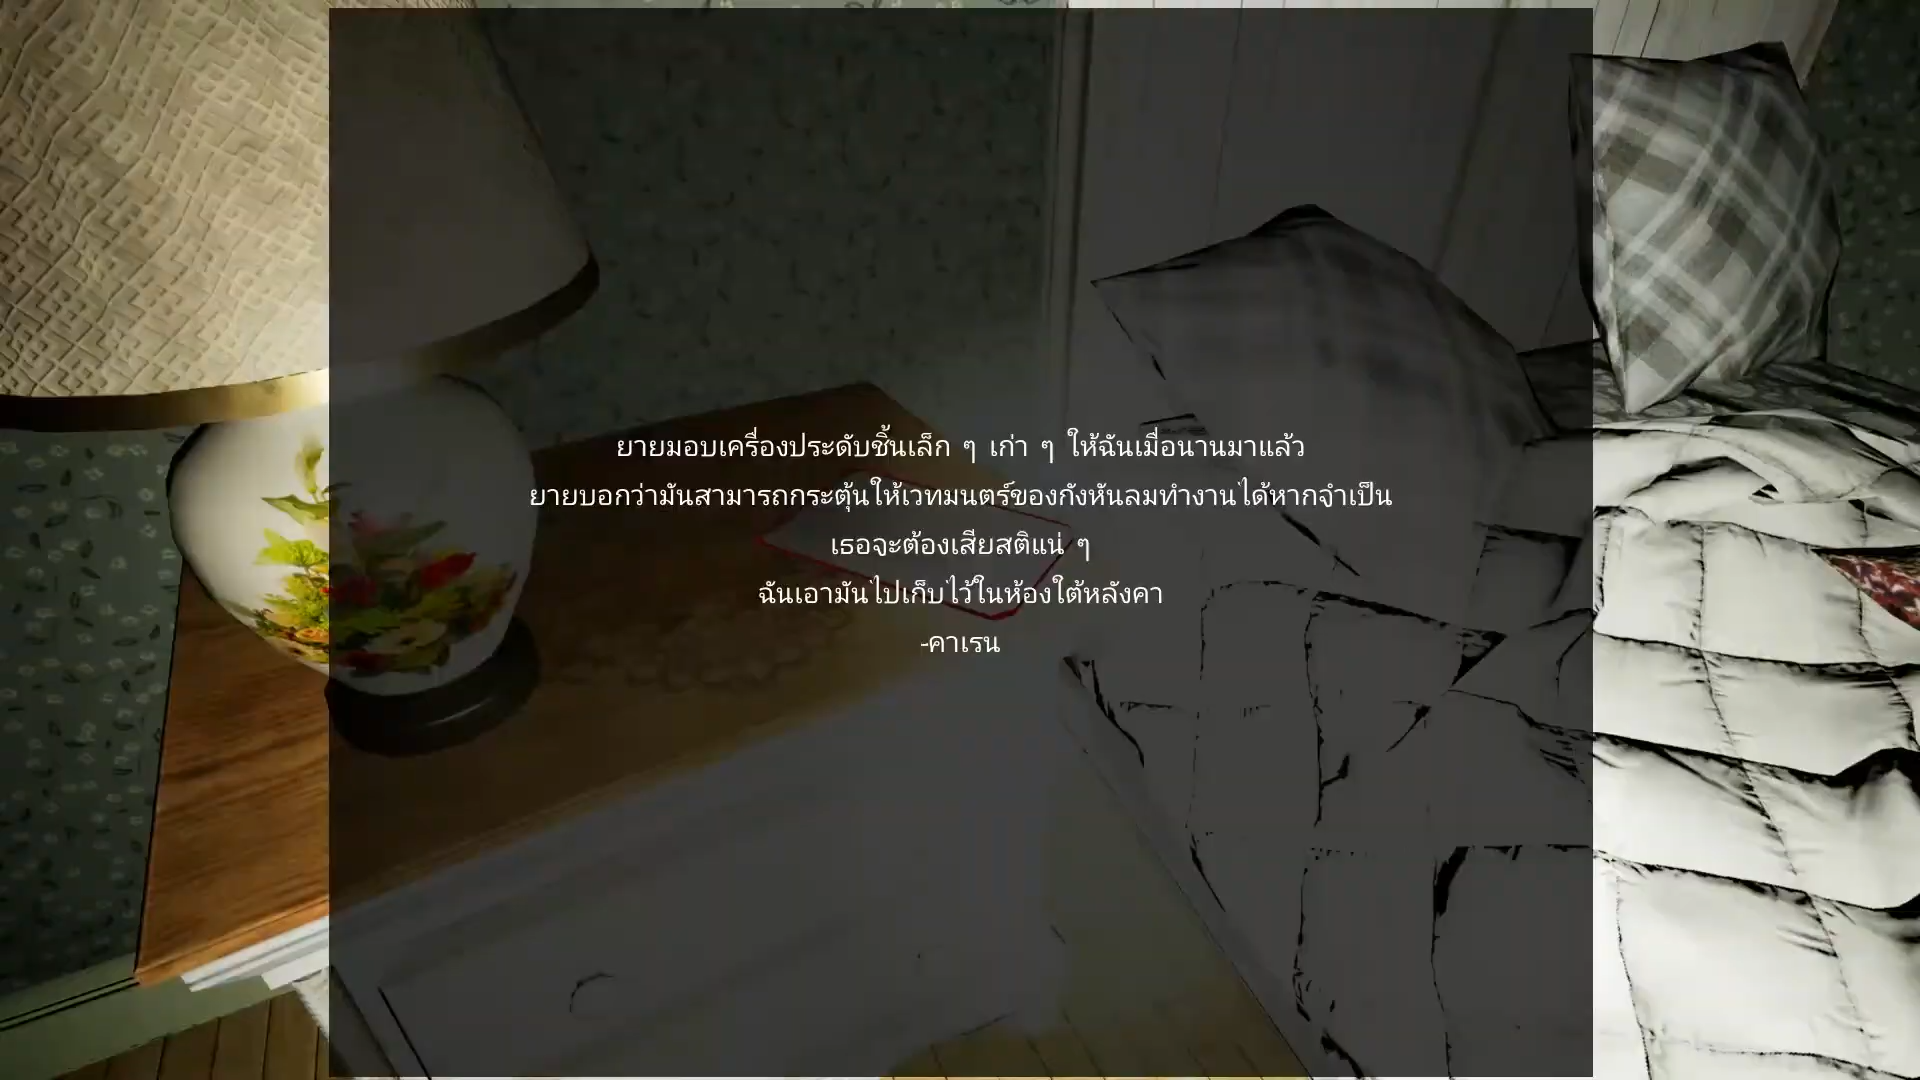 ยายมอบเครื่องประดับชิ้นเล็ก ๆ เก่า ๆ ให้ฉันเมื่อนานมาแล้ว
ยายบอกว่ามันสามารถกระตุ้นให้เวทมนตร์ของกังหันลมทำงานได้หากจำเป็น
เธอจะต้องเสียสติแน่ ๆ
ฉันเอามันไปเก็บไว้ในห้องใต้หลังคา
-คาเรน